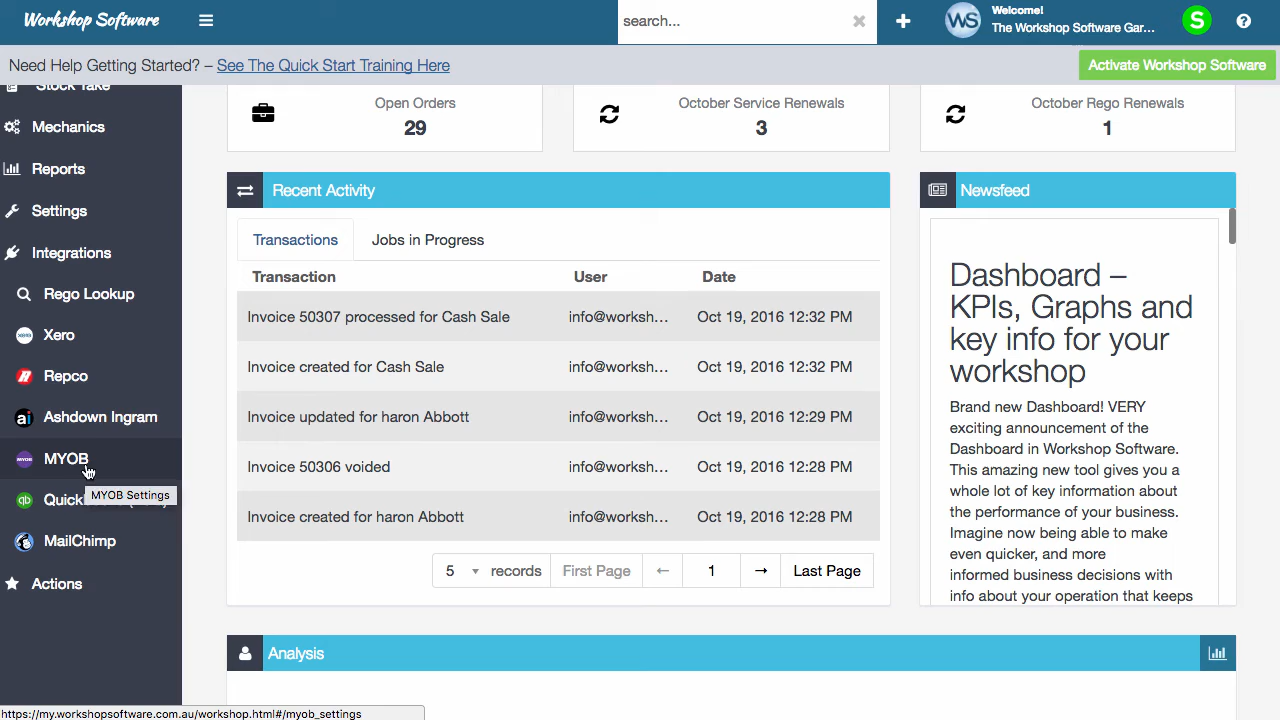 Workshop Software
search...
Welcome!
The Workshop Software Gar...
S
Need Help Getting Started? – See The Quick Start Training Here
Activate Workshop Software
Stock Take
Mechanics
Reports
Settings
Integrations
Rego Lookup
Xero
Repco
Ashdown Ingram
MYOB
MYOB Settings
MailChimp
Actions
Open Orders
29
October Service Renewals
3
October Rego Renewals
1
Recent Activity
Transactions
Jobs in Progress
Transaction User Date
Invoice 50307 processed for Cash Sale info@worksh... Oct 19, 2016 12:32 PM
Invoice created for Cash Sale info@worksh... Oct 19, 2016 12:32 PM
Invoice updated for haron Abbott info@worksh... Oct 19, 2016 12:29 PM
Invoice 50306 voided info@worksh... Oct 19, 2016 12:28 PM
Invoice created for haron Abbott info@worksh... Oct 19, 2016 12:28 PM
5 records First Page ← 1 → Last Page
Newsfeed
Dashboard –
KPIs, Graphs and
key info for your
workshop
Brand new Dashboard! VERY
exciting announcement of the
Dashboard in Workshop Software.
This amazing new tool gives you a
whole lot of key information about
the performance of your business.
Imagine now being able to make
even quicker, and more
informed business decisions with
info about your operation that keeps
Analysis
https://my.workshopsoftware.com.au/workshop.html#/myob_settings